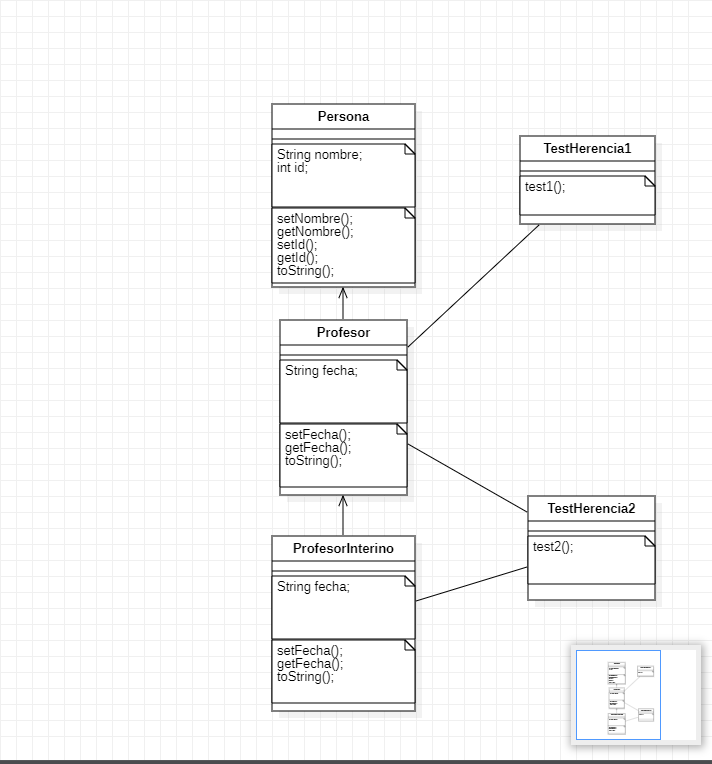 Persona
String nombre;
int id;
setNombre();
getNombre();
setId();
getId();
toString();
TestHerencia1
test1();
Profesor
String fecha;
setFecha();
getFecha();
toString();
TestHerencia2
test2();
ProfesorInterino
String fecha;
setFecha();
getFecha();
toString();